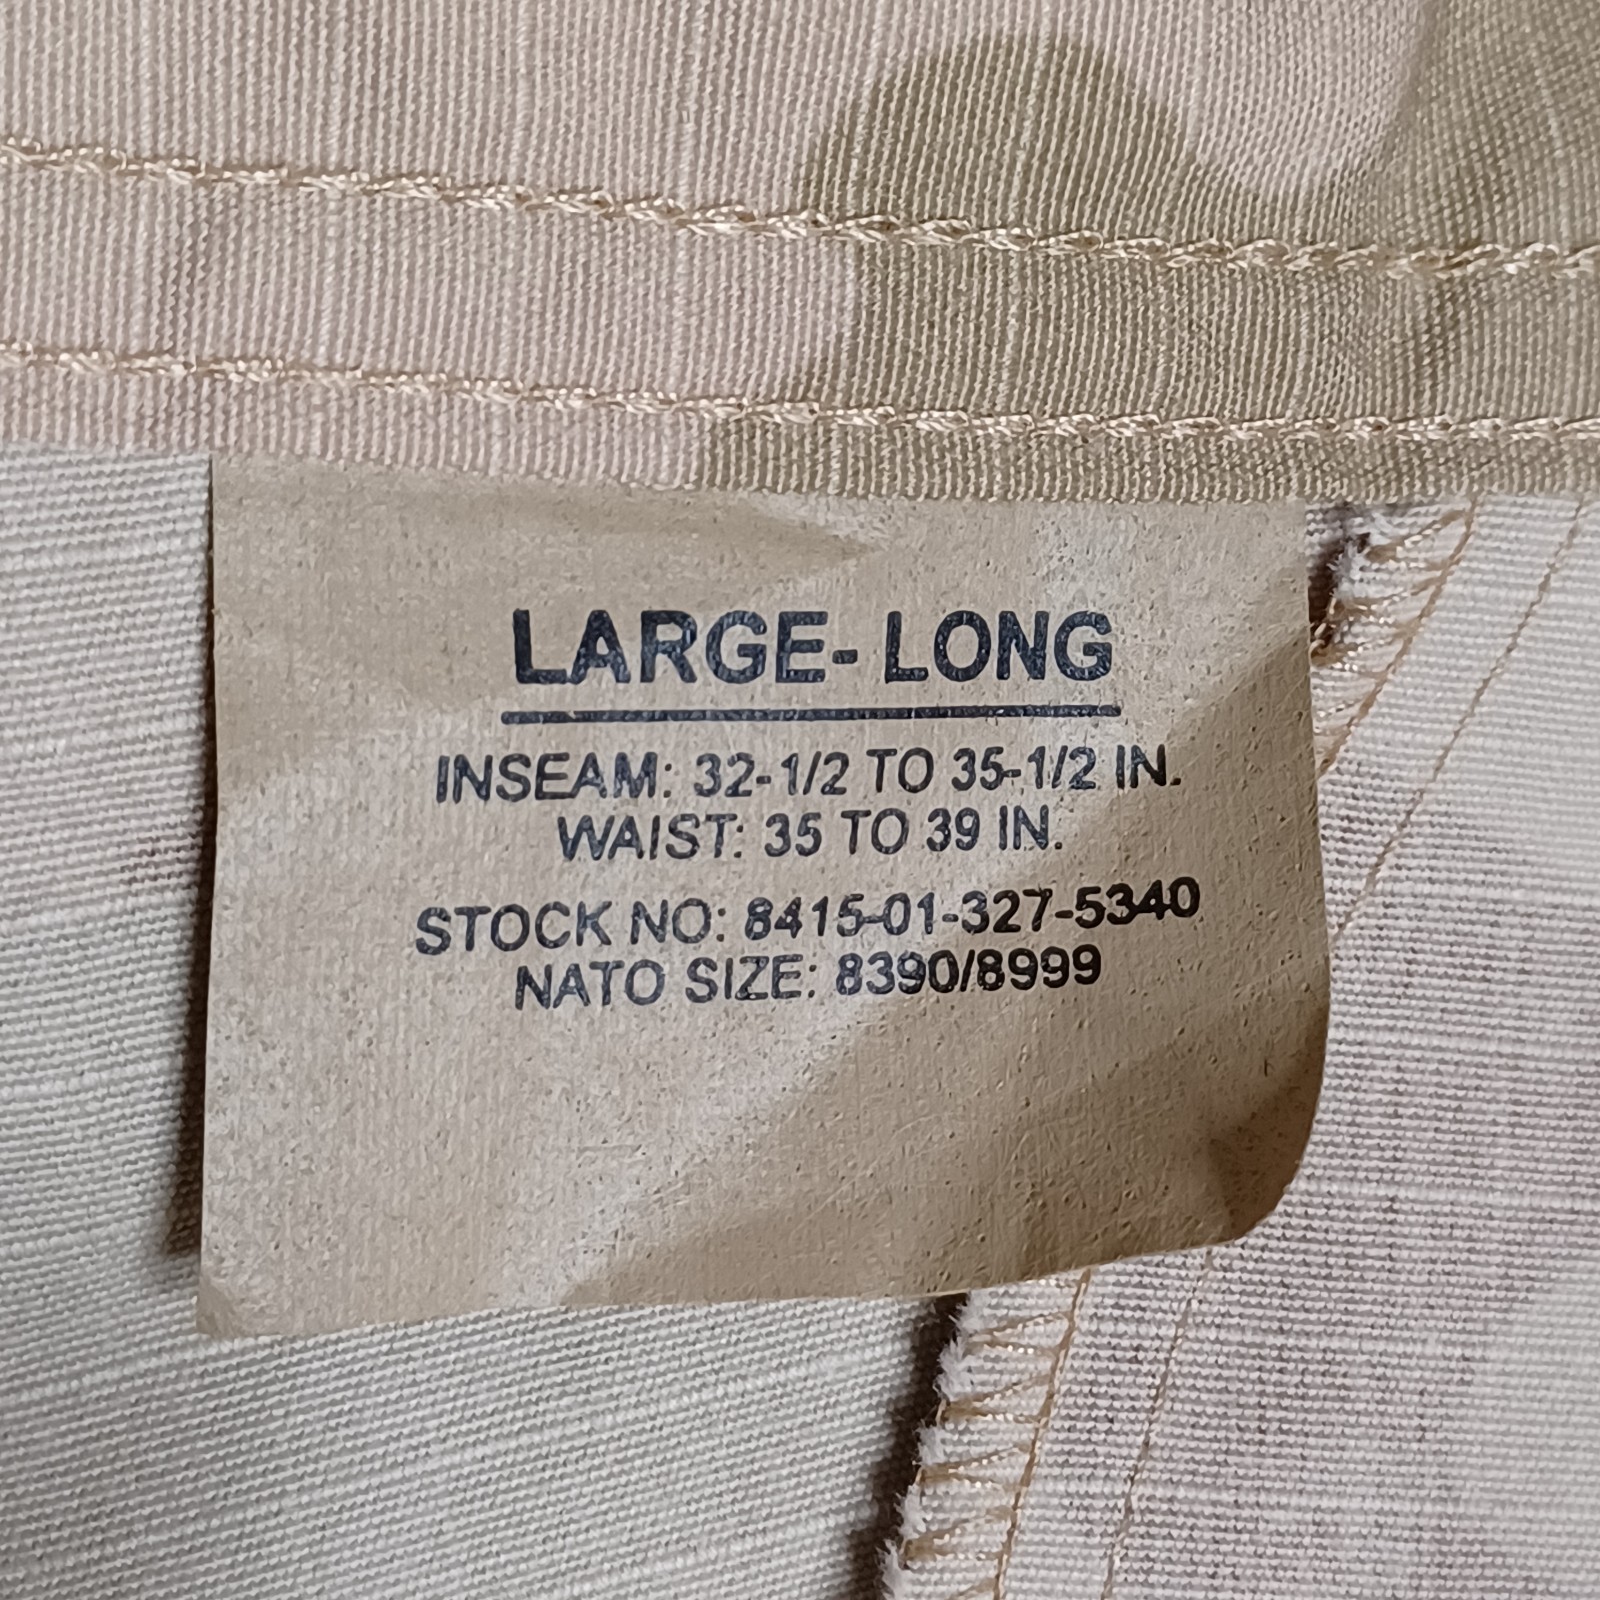 LARGE- LONG
INSEAM: 32-1/2 TO 35-1/2 IN.
WAIST: 35 TO 39 IN.
STOCK NO: 8415-01-327-5340
NATO SIZE: 8390/8999